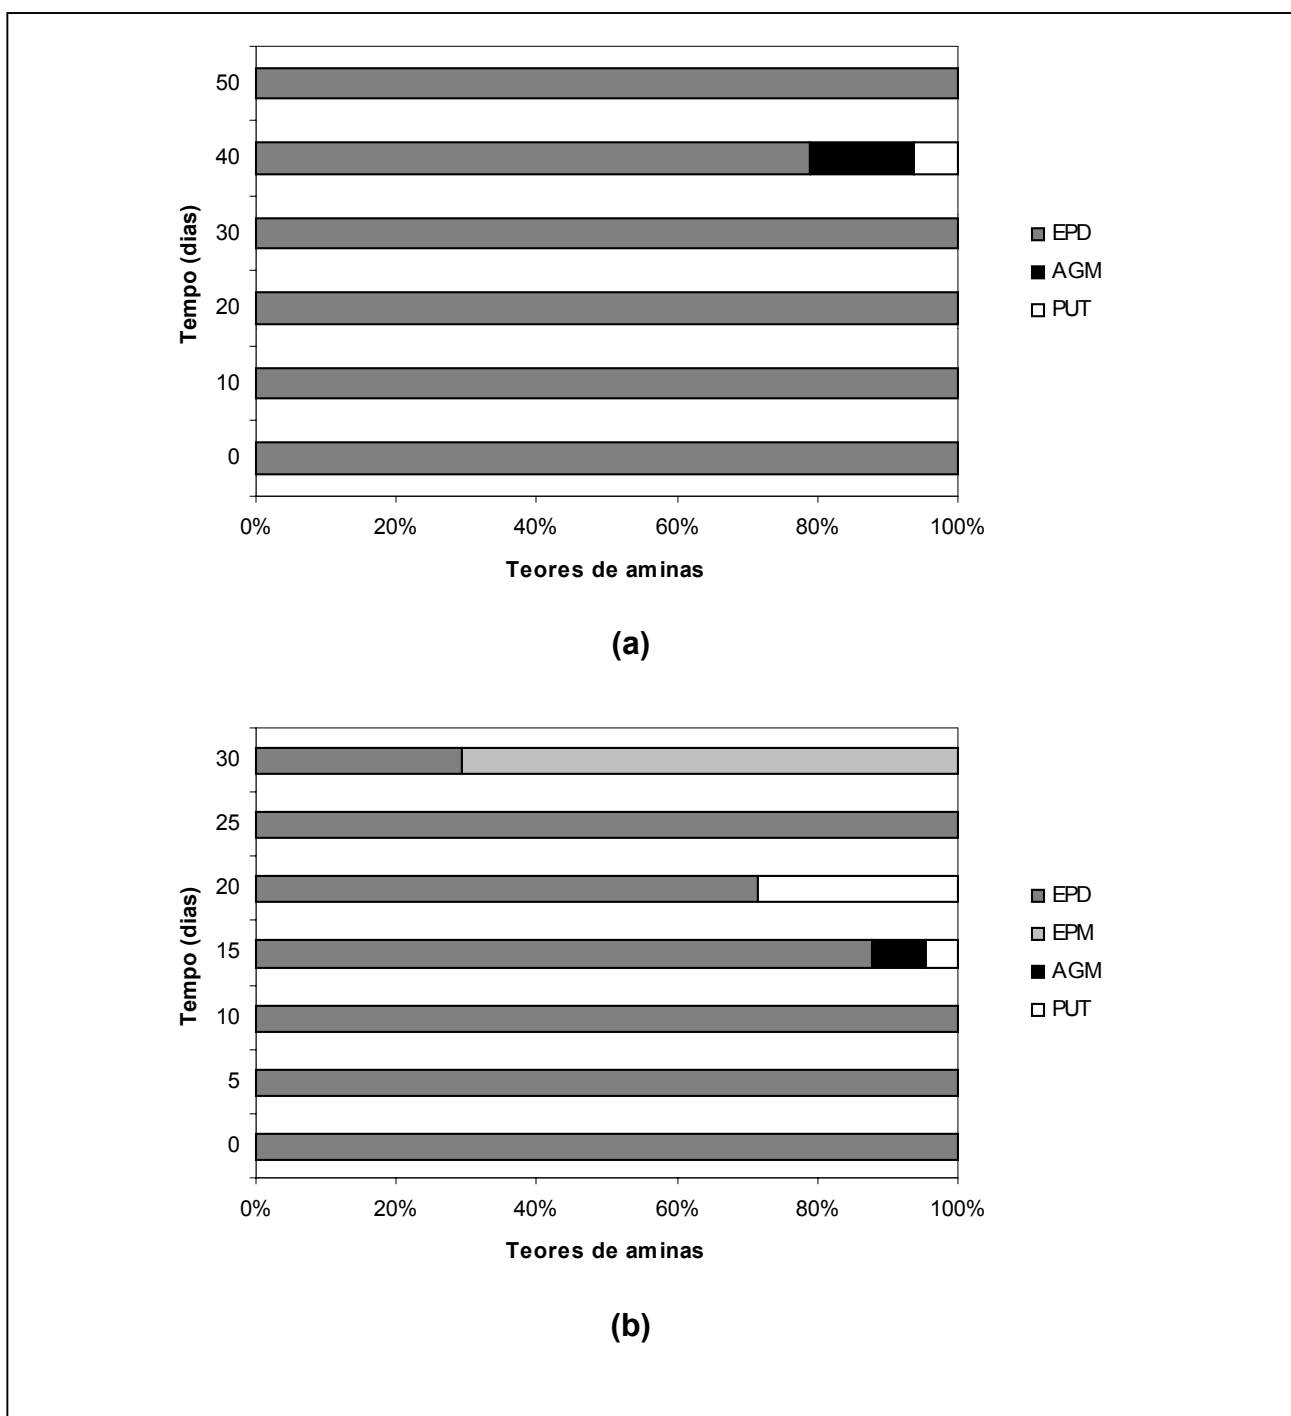 50
40
30
20
10
0
Tempo (dias)
0% 20% 40% 60% 80% 100%
Teores de aminas
EPD
AGM
PUT
(a)
30
25
20
15
10
5
0
Tempo (dias)
0% 20% 40% 60% 80% 100%
Teores de aminas
EPD
EPM
AGM
PUT
(b)